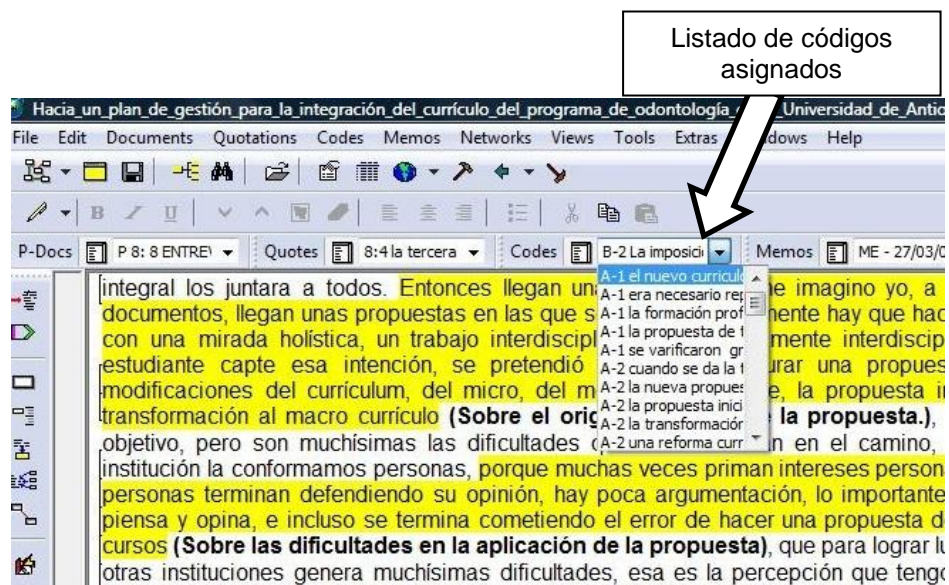 Listado de códigos
asignados
Hacia_un_plan_de_gestión_para_la_integración_del_currículo_del_programa_de_odontología Universidad_de_Antio
File Edit Documents Quotations Codes Memos Networks Views Tools Extras Windows Help
B I U
P-Docs P 8: 8 ENTREV Quotes 8:4 la tercera Codes B-2 La imposici Memos ME - 27/03/0
A-1 el nuevo curriculo
A-1 era necesario rep
A-1 la formación prof
A-1 la propuesta de t
A-1 se varificaron gr
A-2 cuando se da la t
A-2 la nueva propues
A-2 la propuesta inici
A-2 la transformación
A-2 una reforma curr
integral los juntara a todos. Entonces llegan un e imagino yo, a
documentos, llegan unas propuestas en las que s mente hay que hac
con una mirada holística, un trabajo interdiscipl mente interdiscip
estudiante capte esa intención, se pretendió urar una propues
modificaciones del currículum, del micro, del m e, la propuesta in
transformación al macro currículo (Sobre el orig la propuesta.),
objetivo, pero son muchísimas las dificultades n en el camino,
institución la conformamos personas, porque muchas veces priman intereses person
personas terminan defendiendo su opinión, hay poca argumentación, lo importante
piensa y opina, e incluso se termina cometiendo el error de hacer una propuesta d
cursos (Sobre las dificultades en la aplicación de la propuesta), que para lograr lu
otras instituciones genera muchísimas dificultades, esa es la percepción que teng